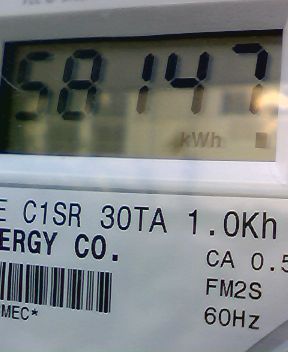 58147
kWh
E C1SR 30TA 1.0Kh
ERGY CO.
CA 0.5
FM2S
60Hz
MEC*